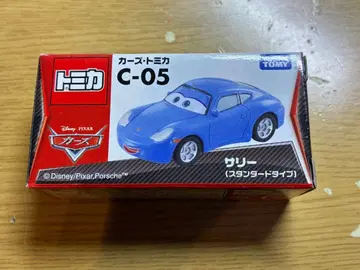 トミカ
カーズ・トミカ
C-05
TOMY
Disney・PIXAR
カーズ
サリー
(スタンダードタイプ)
©Disney/Pixar,Porsche™